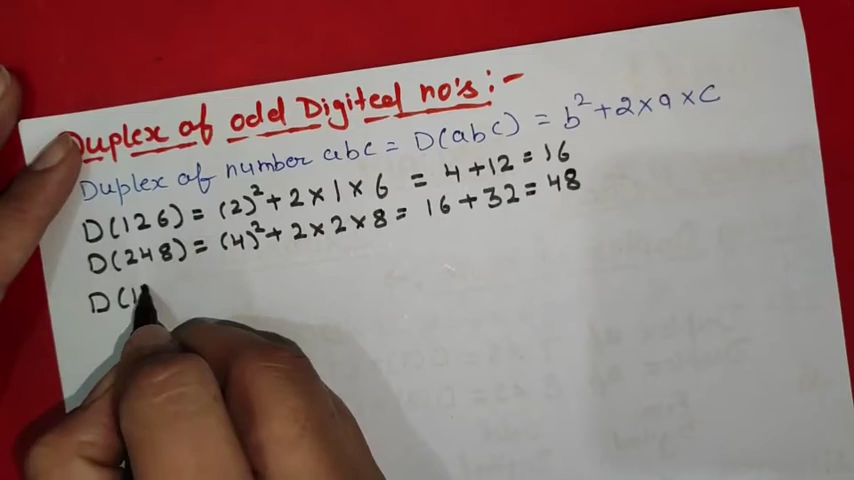 Duplex of odd Digited no's:-
Duplex of number abc = D(abc) = b² + 2×a×c
D(126) = (2)² + 2×1×6 = 4+12 = 16
D(248) = (4)² + 2×2×8 = 16+32 = 48
D(1